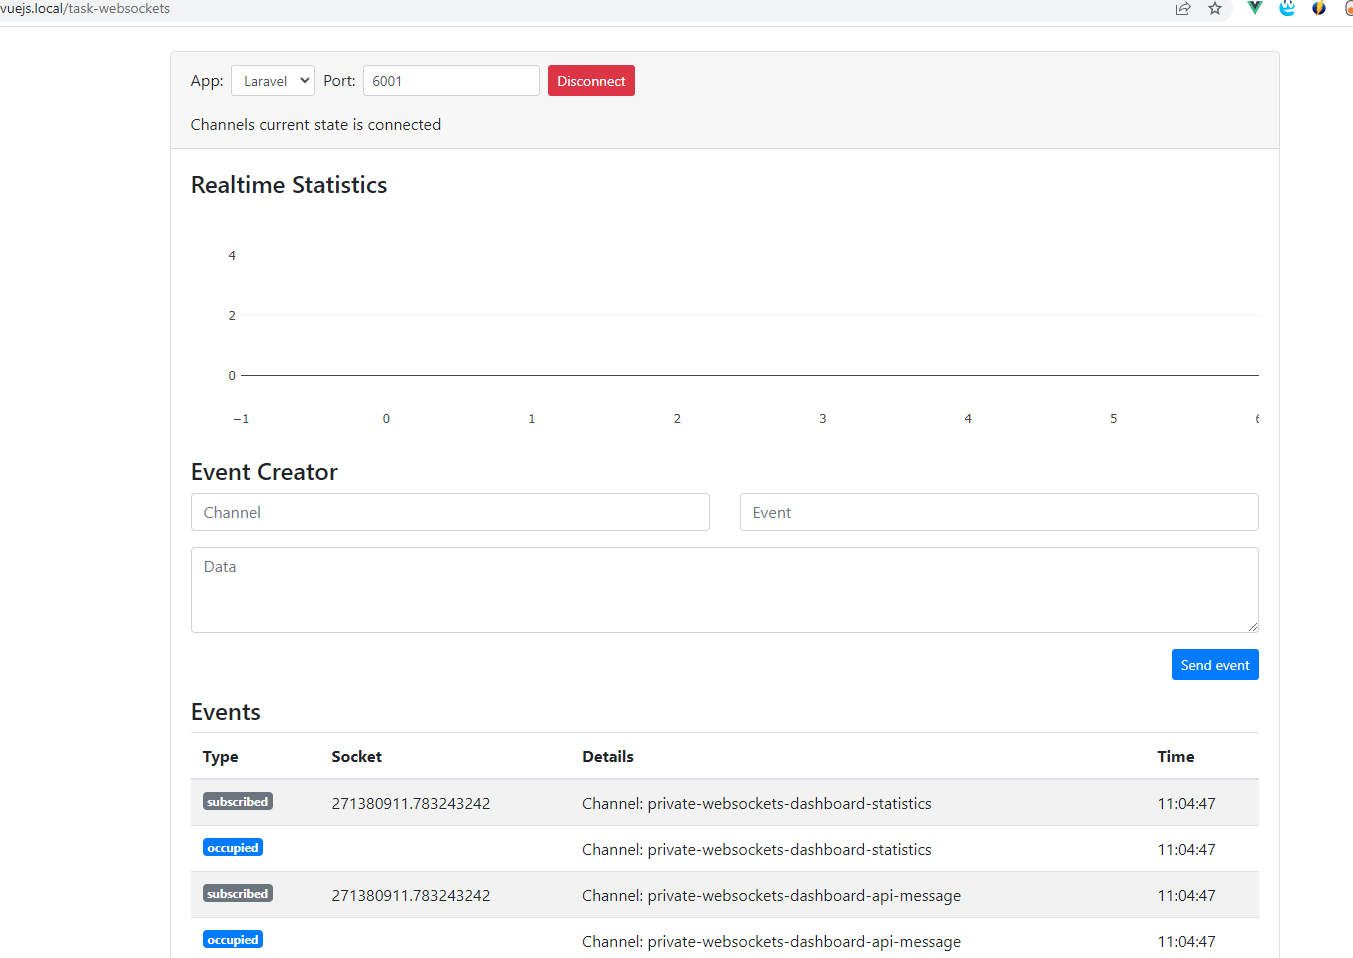 vuejs.local/task-websockets
App: Laravel Port: 6001 Disconnect
Channels current state is connected
Realtime Statistics
4
2
0
−1 0 1 2 3 4 5 6
Event Creator
Channel Event
Data
Send event
Events
Type Socket Details Time
subscribed 271380911.783243242 Channel: private-websockets-dashboard-statistics 11:04:47
occupied Channel: private-websockets-dashboard-statistics 11:04:47
subscribed 271380911.783243242 Channel: private-websockets-dashboard-api-message 11:04:47
occupied Channel: private-websockets-dashboard-api-message 11:04:47